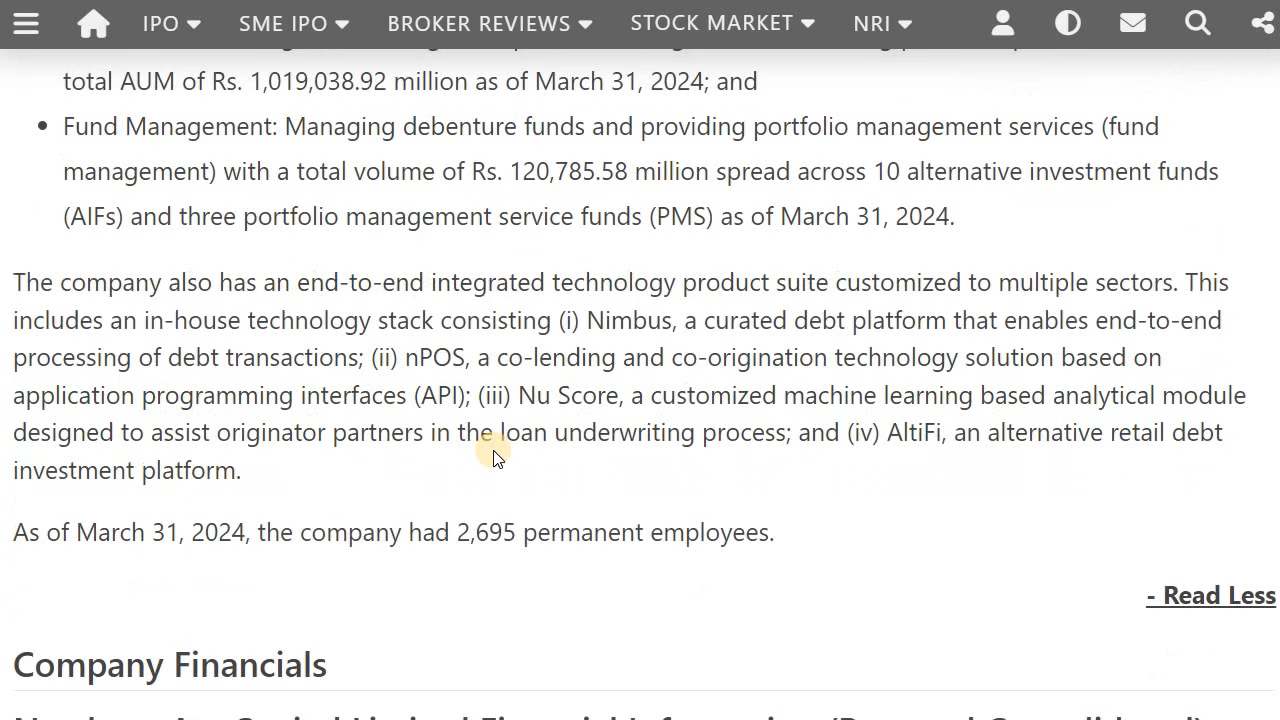 IPO SME IPO BROKER REVIEWS STOCK MARKET NRI
total AUM of Rs. 1,019,038.92 million as of March 31, 2024; and
• Fund Management: Managing debenture funds and providing portfolio management services (fund
management) with a total volume of Rs. 120,785.58 million spread across 10 alternative investment funds
(AIFs) and three portfolio management service funds (PMS) as of March 31, 2024.
The company also has an end-to-end integrated technology product suite customized to multiple sectors. This
includes an in-house technology stack consisting (i) Nimbus, a curated debt platform that enables end-to-end
processing of debt transactions; (ii) nPOS, a co-lending and co-origination technology solution based on
application programming interfaces (API); (iii) Nu Score, a customized machine learning based analytical module
designed to assist originator partners in the loan underwriting process; and (iv) AltiFi, an alternative retail debt
investment platform.
As of March 31, 2024, the company had 2,695 permanent employees.
- Read Less
Company Financials